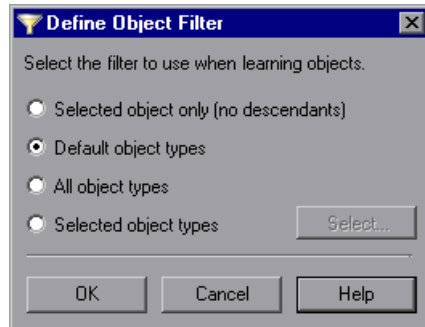 Define Object Filter
Select the filter to use when learning objects.
Selected object only (no descendants)
Default object types
All object types
Selected object types
Select...
OK
Cancel
Help